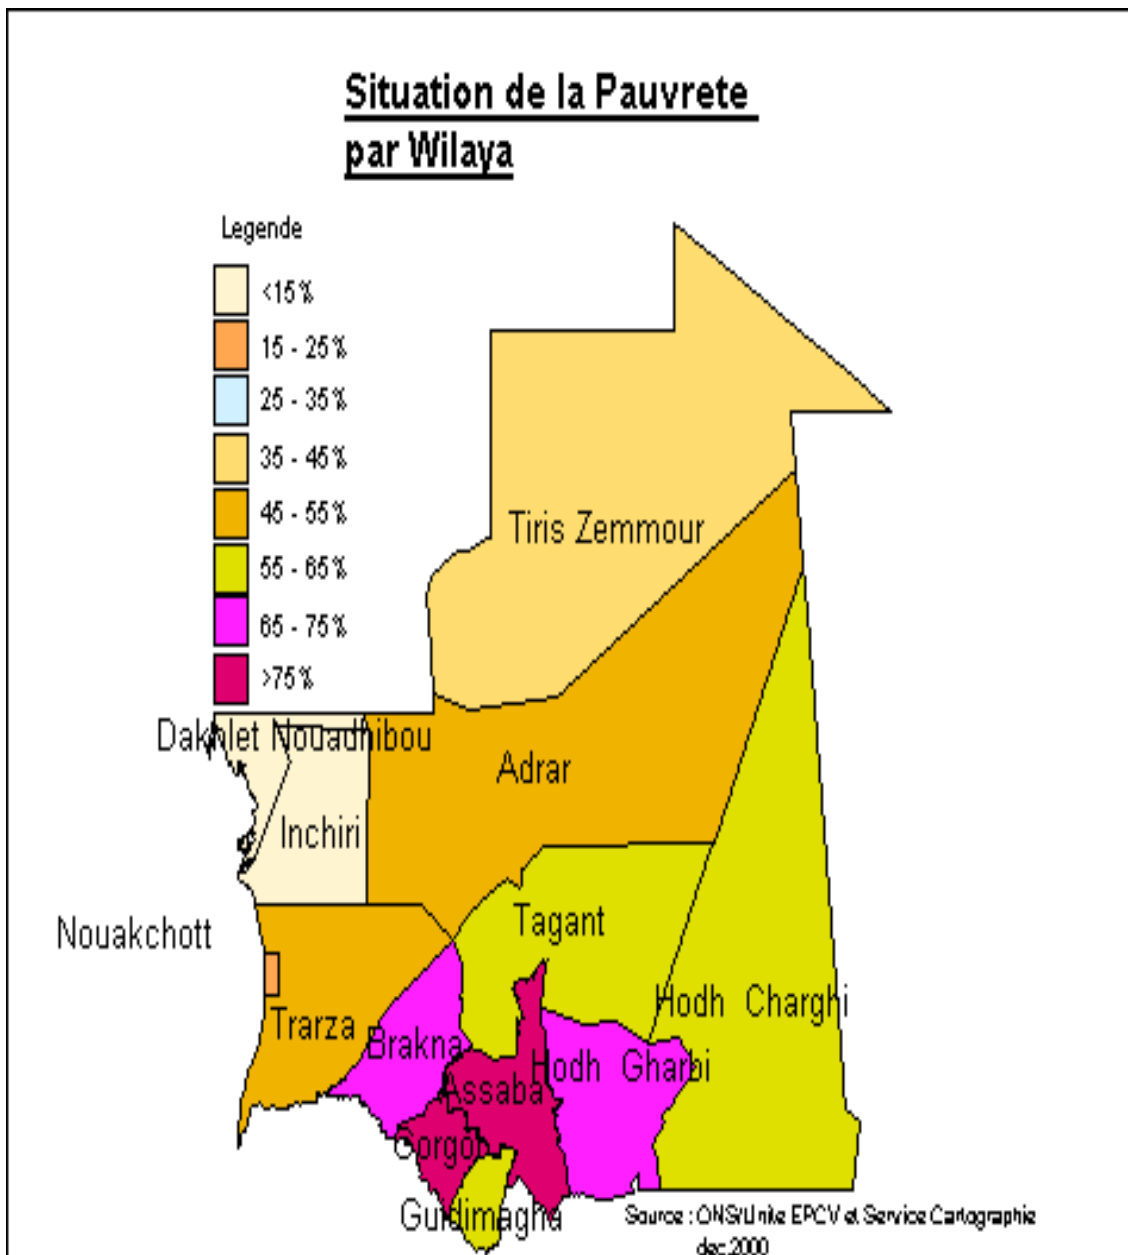 Situation de la Pauvrete
par Wilaya
Legende
<15%
15 - 25%
25 - 35%
35 - 45%
45 - 55%
55 - 65%
65 - 75%
>75%
Tiris Zemmour
Dakhlet Nouadhibou
Adrar
Inchiri
Tagant
Nouakchott
Hodh Charghi
Trarza
Brakna
Hodh Gharbi
Assaba
Gorgol
Guidimagha
Source : ONS/Unite EPCV et Service Cartographie
dec.2000